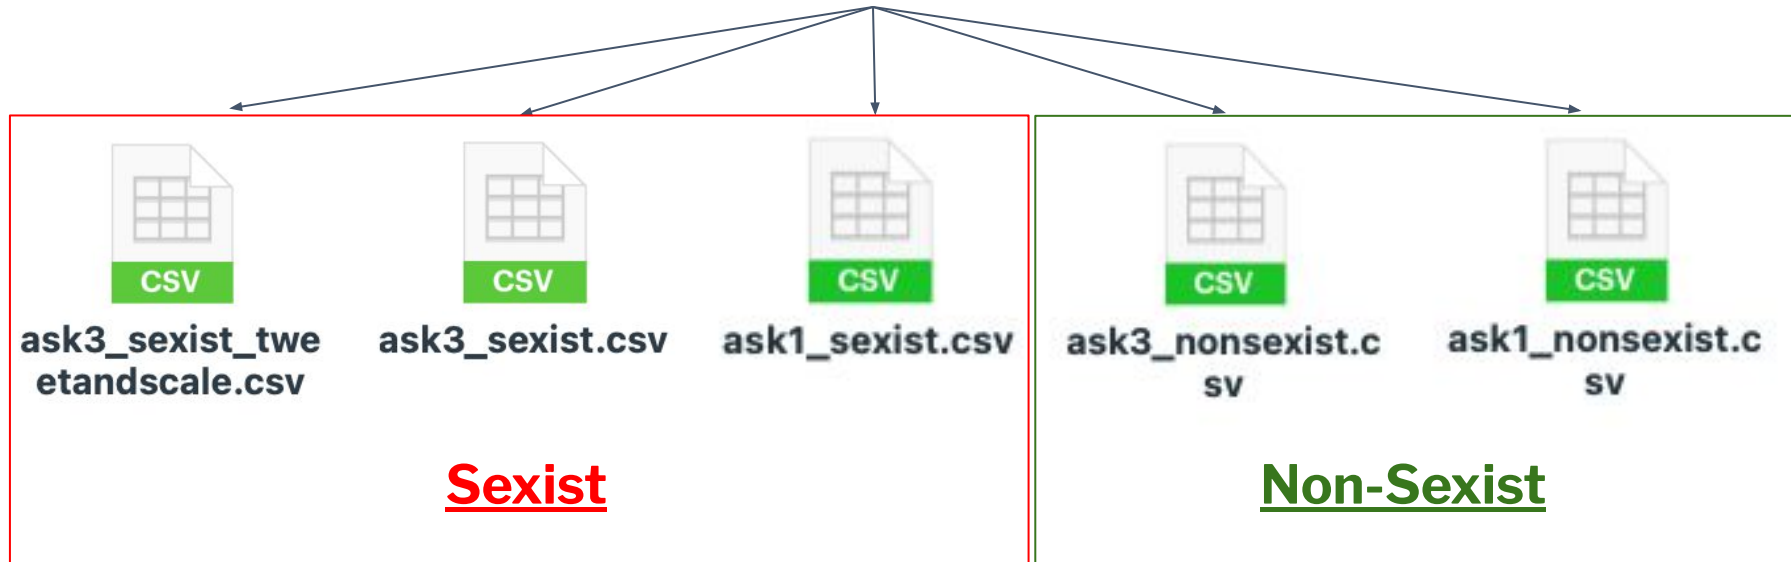 CSV
CSV
CSV
CSV
CSV
ask3_sexist_twe
etandscale.csv
ask3_sexist.csv
ask1_sexist.csv
ask3_nonsexist.c
sv
ask1_nonsexist.c
sv
Sexist
Non-Sexist